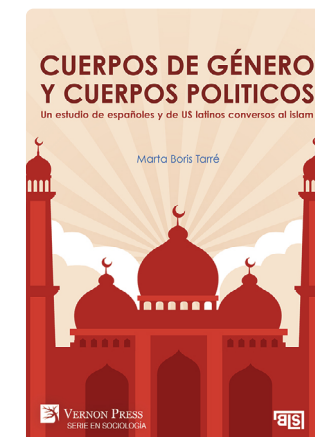 CUERPOS DE GÉNERO
Y CUERPOS POLITICOS
Un estudio de españoles y de US latinos conversos al islam
Marta Boris Tarré
VERNON PRESS
SERIE EN SOCIOLOGÍA